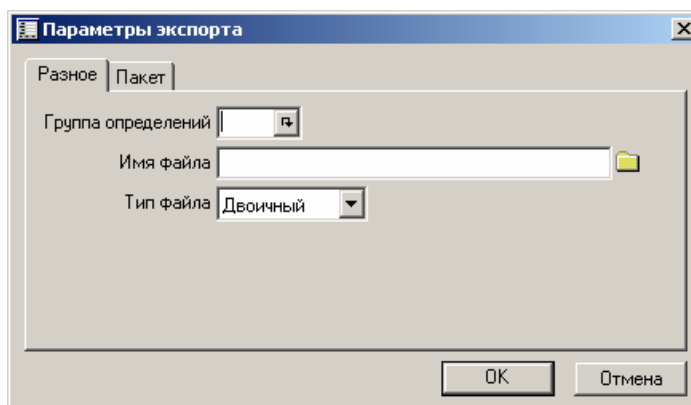 Параметры экспорта
Разное Пакет
Группа определений
Имя файла
Тип файла Двоичный
OK Отмена